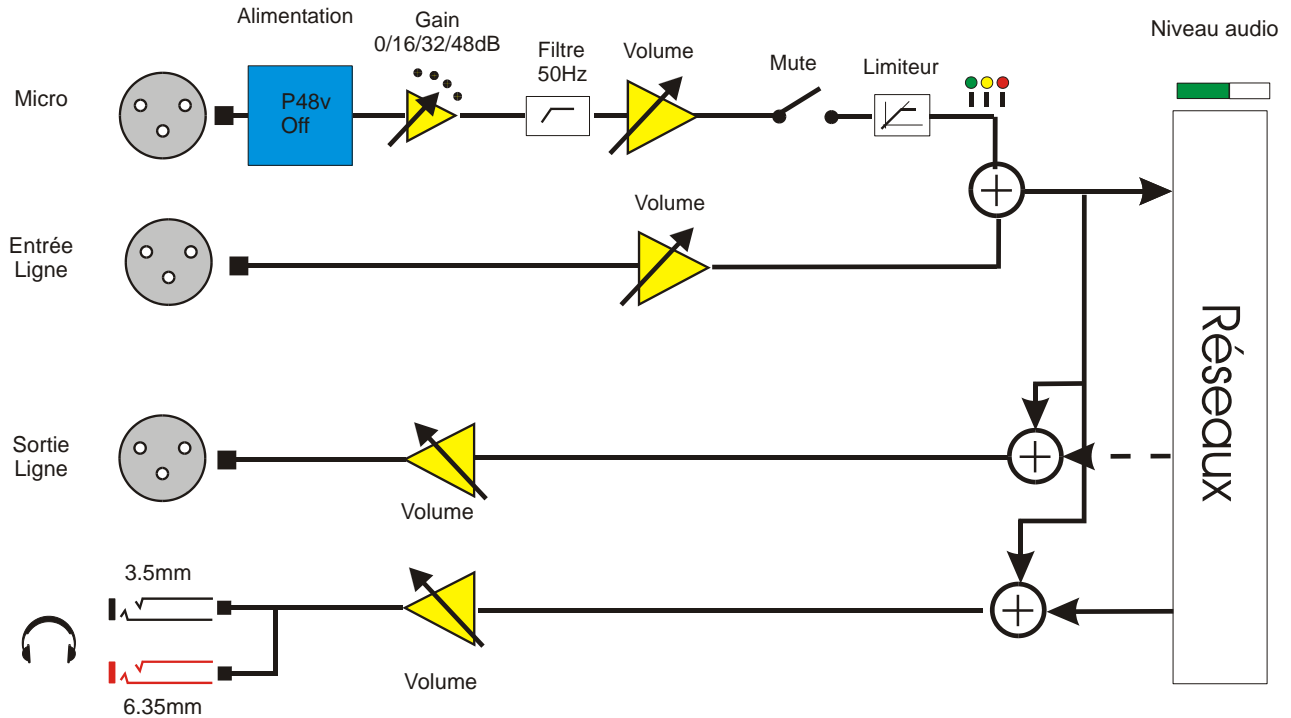 Alimentation
Gain
0/16/32/48dB
Filtre
50Hz
Volume
Mute
Limiteur
Niveau audio
Micro
P48v
Off
Entrée
Ligne
Volume
Réseaux
Sortie
Ligne
Volume
3.5mm
6.35mm
Volume